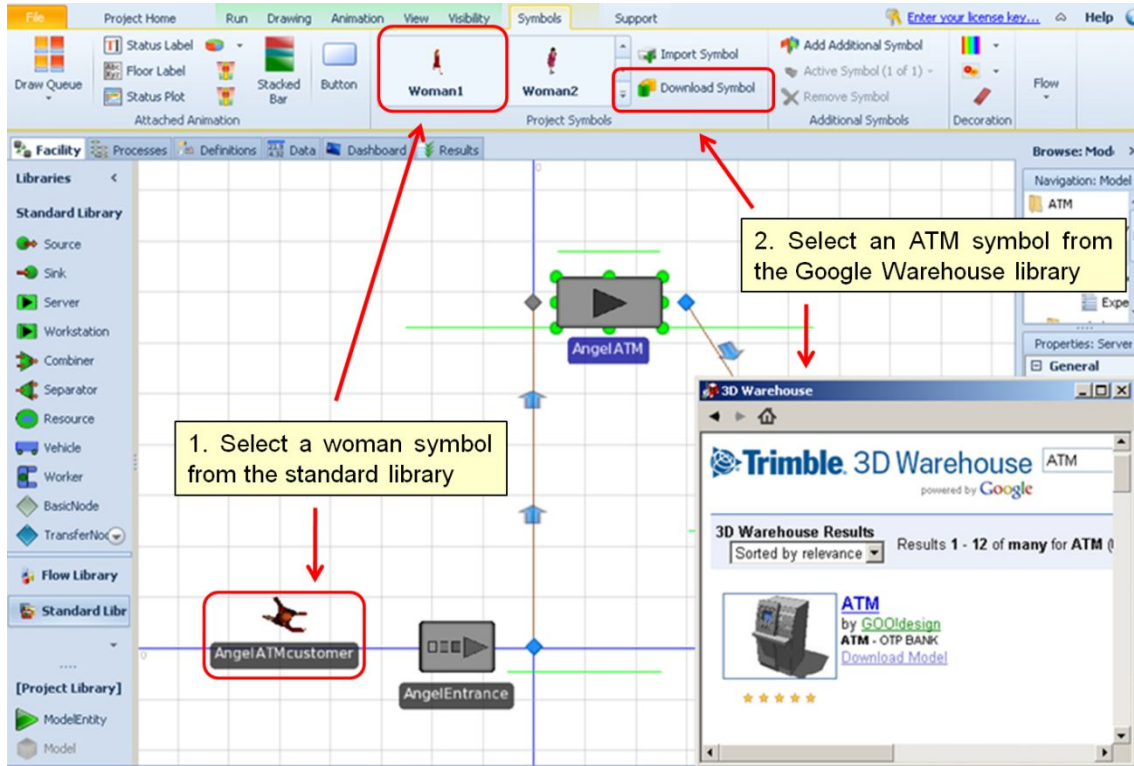 File Project Home Run Drawing Animation View Visibility Symbols Support Enter your license key... Help
Status Label
Floor Label
Status Plot
Draw Queue
Stacked Bar
Button
Attached Animation
Woman1
Woman2
Import Symbol
Download Symbol
Project Symbols
Add Additional Symbol
Active Symbol (1 of 1)
Remove Symbol
Additional Symbols
Decoration
Flow
Facility Processes Definitions Data Dashboard Results
Browse: Mod
Libraries <
Standard Library
Source
Sink
Server
Workstation
Combiner
Separator
Resource
Vehicle
Worker
BasicNode
TransferNo
Flow Library
Standard Libr
[Project Library]
ModelEntity
Model
0
0
AngelATM
1. Select a woman symbol
from the standard library
AngelATMcustomer
AngelEntrance
2. Select an ATM symbol from
the Google Warehouse library
Navigation: Model
ATM
Expe
Properties: Server
General
3D Warehouse
Trimble. 3D Warehouse ATM
powered by Google
3D Warehouse Results
Sorted by relevance Results 1 - 12 of many for ATM (
ATM
by GOO!design
ATM - OTP BANK
Download Model